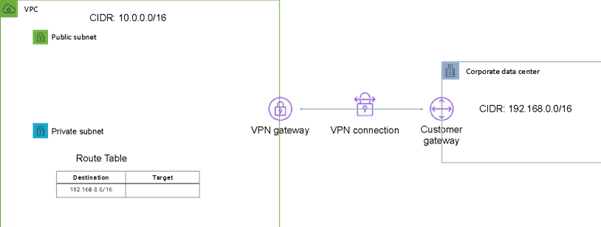 VPC
CIDR: 10.0.0.0/16
Public subnet
Corporate data center
CIDR: 192.168.0.0/16
Private subnet
VPN gateway
VPN connection
Customer
gateway
Route Table
Destination Target
192.168.0.0/16